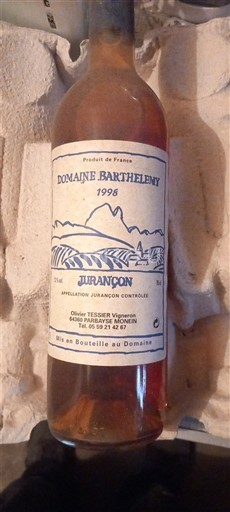 Produit de France
DOMAINE BARTHELEMY
1998
JURANÇON
APPELLATION JURANÇON CONTRÔLÉE
Olivier TESSIER Vigneron
64360 PARBAYSE MONEIN
Tél. 05 59 21 42 67
Mis en Bouteille au Domaine